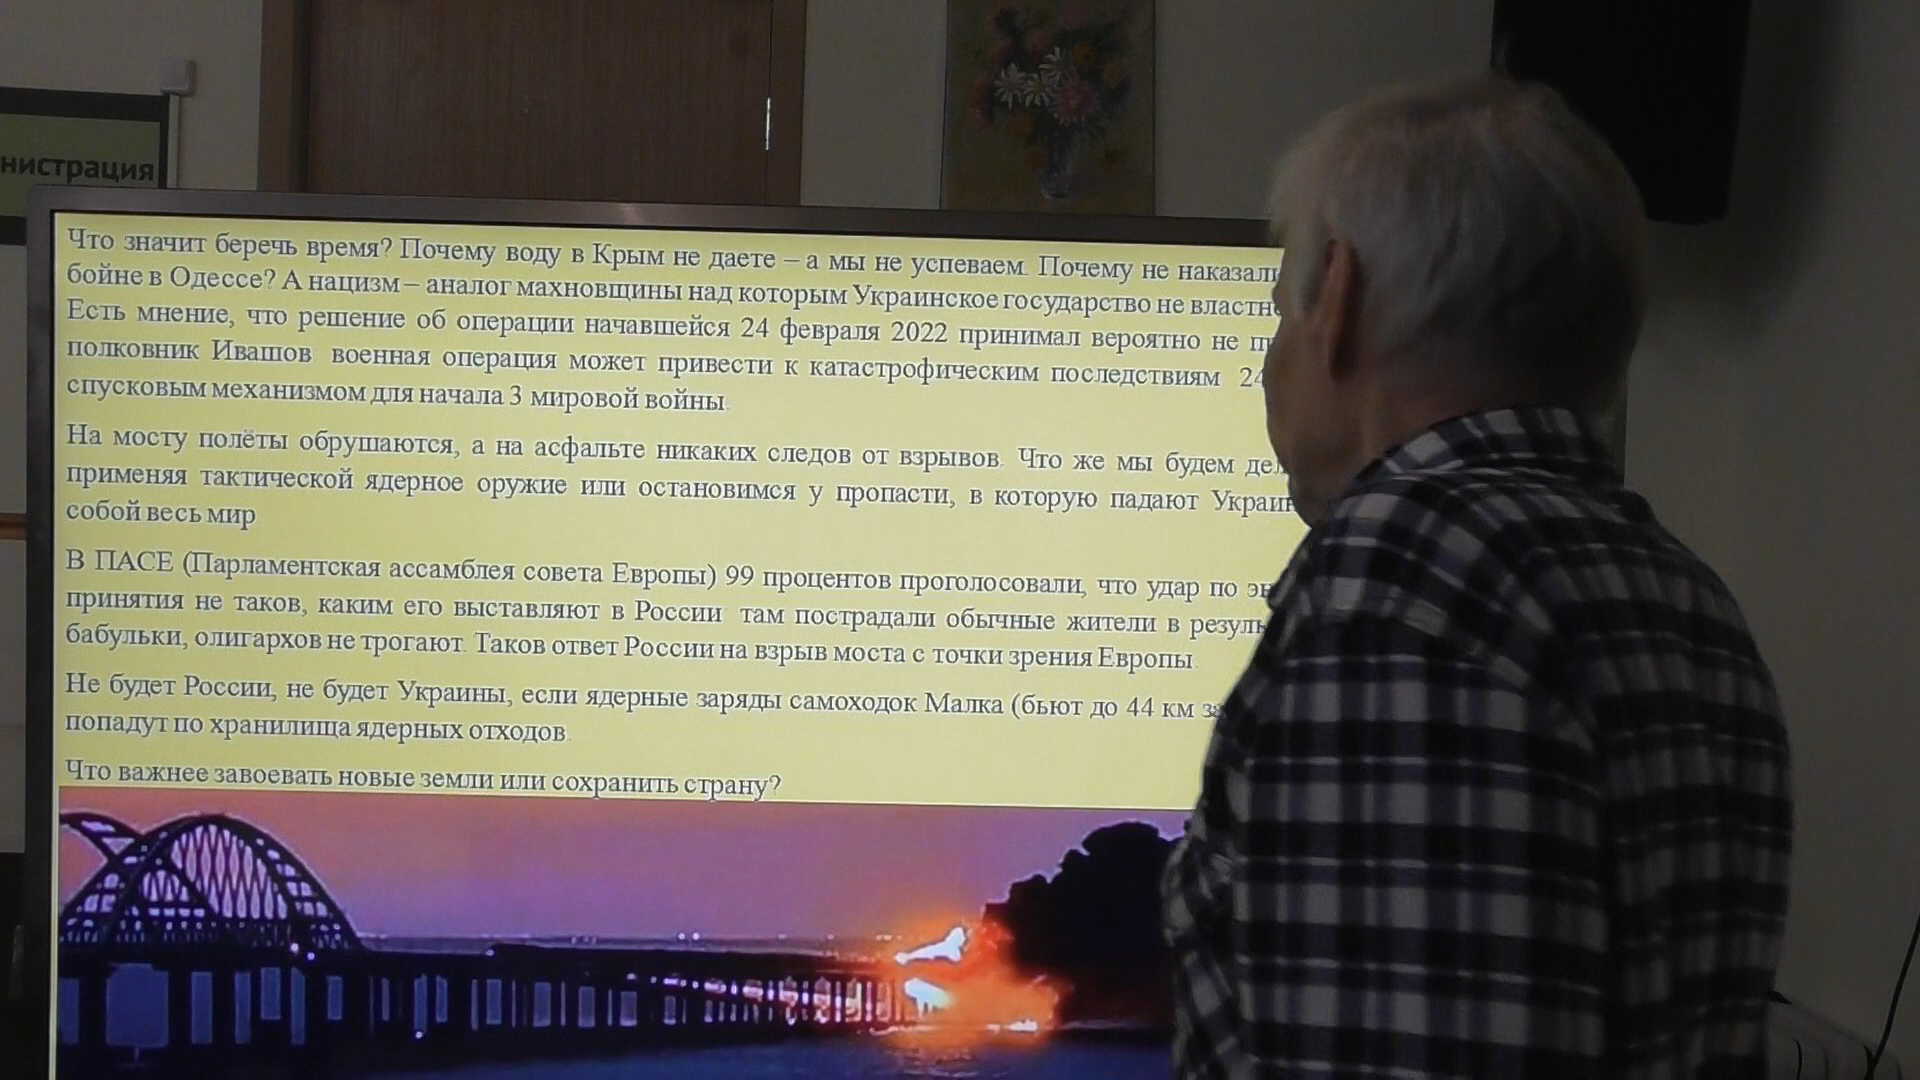 нистрация
Что значит беречь время? Почему воду в Крым не даете – а мы не успеваем. Почему не наказали
бойне в Одессе? А нацизм – аналог махновщины над которым Украинское государство не властно
Есть мнение, что решение об операции начавшейся 24 февраля 2022 принимал вероятно не
полковник Ивашов военная операция может привести к катастрофическим последствиям 24
спусковым механизмом для начала 3 мировой войны.
На мосту полёты обрушаются, а на асфальте никаких следов от взрывов. Что же мы будем
применяя тактической ядерное оружие или остановимся у пропасти, в которую падают
собой весь мир
В ПАСЕ (Парламентская ассамблея совета Европы) 99 процентов проголосовали, что удар по
принятия не таков, каким его выставляют в России там пострадали обычные жители в
бабульки, олигархов не трогают. Таков ответ России на взрыв моста с точки зрения Европы
Не будет России, не будет Украины, если ядерные заряды самоходок Малка (бьют до 44 км
попадут по хранилища ядерных отходов.
Что важнее завоевать новые земли или сохранить страну?